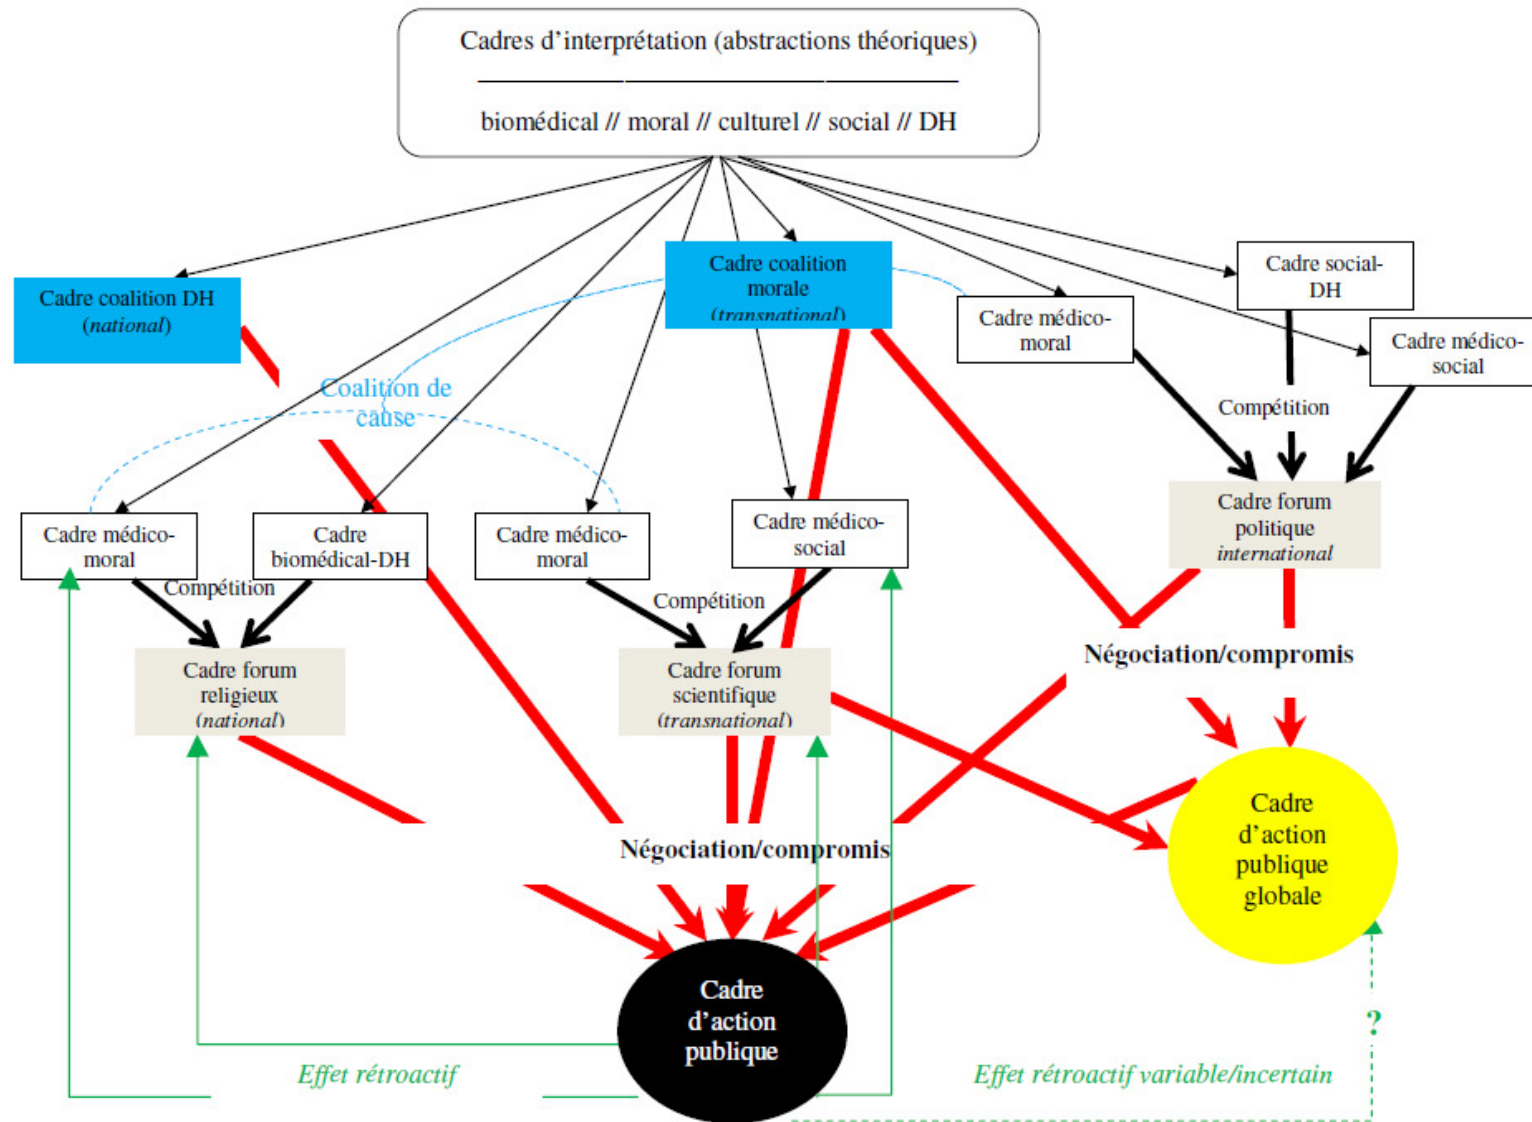 Cadres d'interprétation (abstractions théoriques)
biomédical // moral // culturel // social // DH
Cadre coalition DH
(national)
Cadre coalition
morale
(transnational)
Cadre social-
DH
Cadre médico-
moral
Cadre médico-
social
Coalition de
cause
Compétition
Cadre forum
politique
international
Cadre médico-
moral
Cadre
biomédical-DH
Cadre médico-
moral
Cadre médico-
social
Compétition
Compétition
Cadre forum
religieux
(national)
Cadre forum
scientifique
(transnational)
Négociation/compromis
Négociation/compromis
Cadre
d'action
publique
globale
Cadre
d'action
publique
?
Effet rétroactif
Effet rétroactif variable/incertain